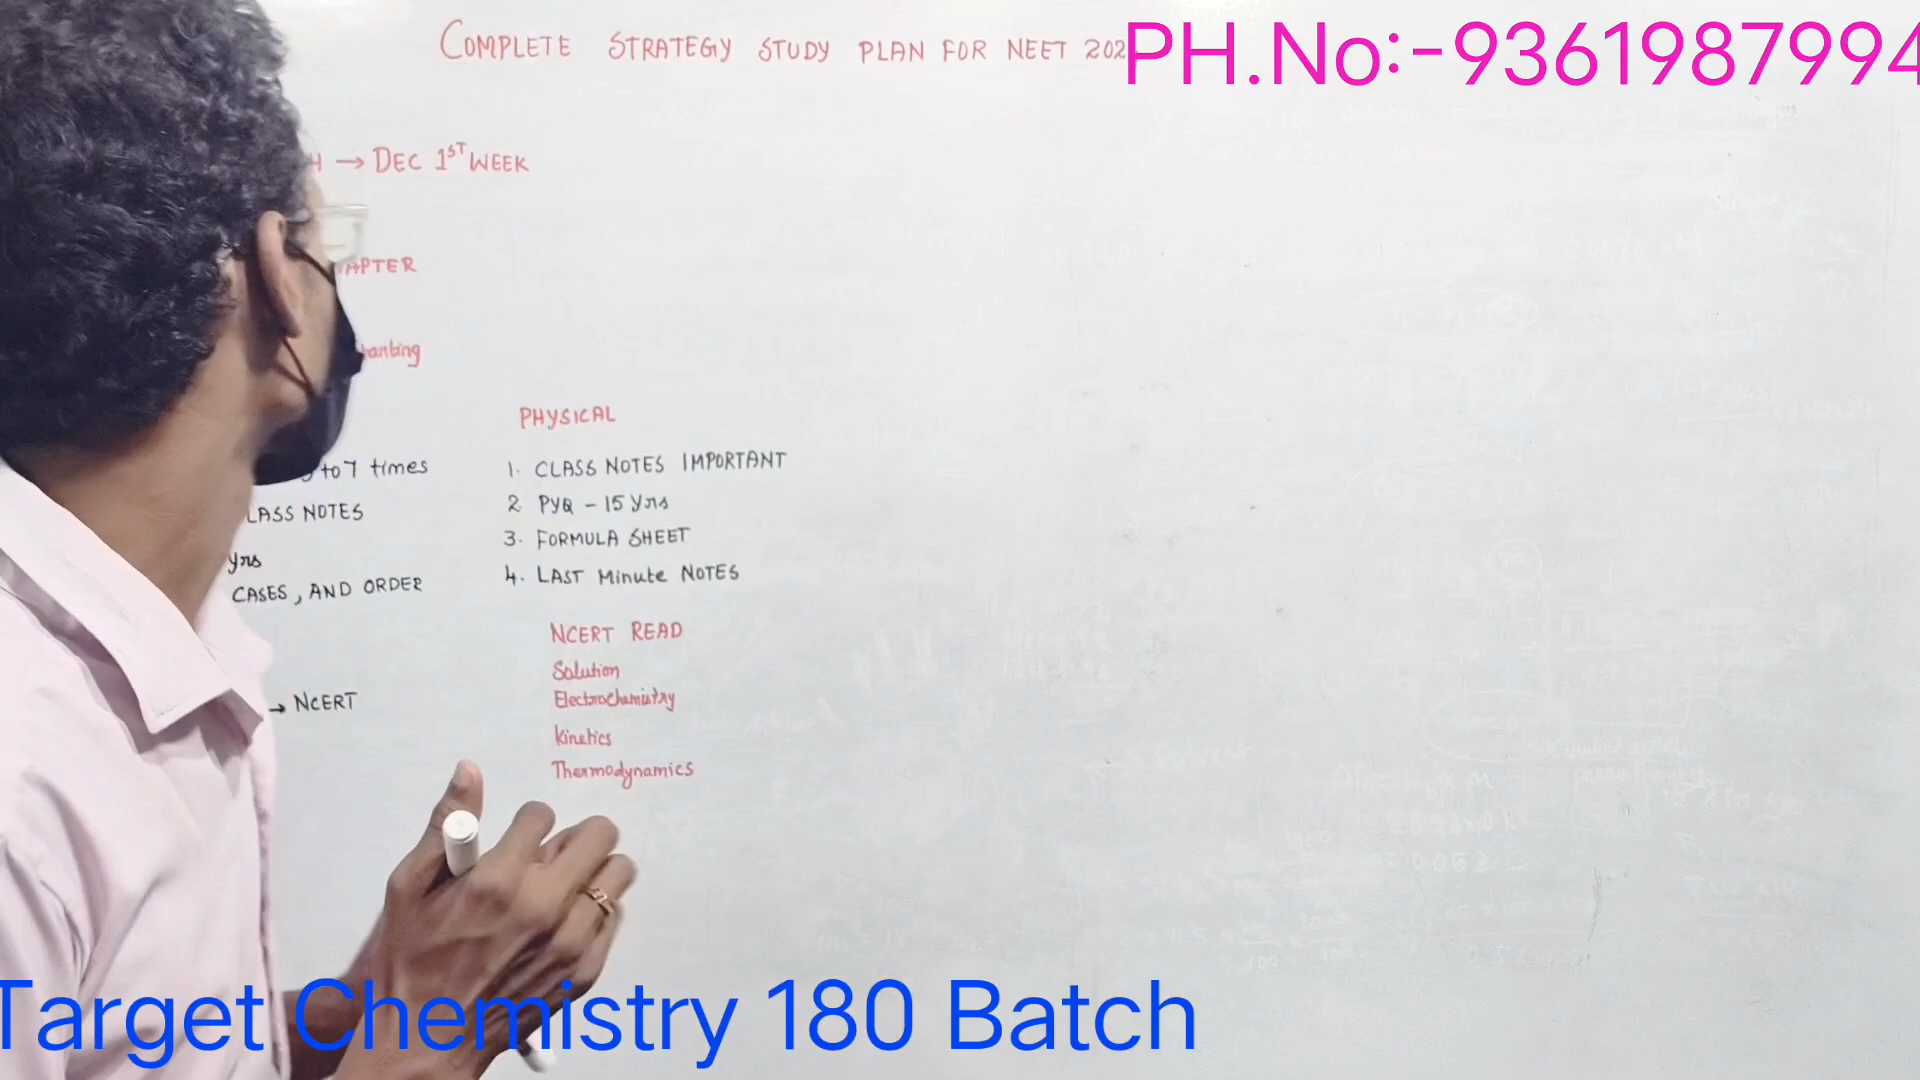 COMPLETE STRATEGY STUDY PLAN FOR NEET 202
PH.No:-9361987994
H → DEC 1ST WEEK
APTER
PHYSICAL
to 7 times
LASS NOTES
yrs
CASES, AND ORDER
→ NCERT
1. CLASS NOTES IMPORTANT
2 PYQ – 15 Yrs
3. FORMULA SHEET
4. LAST Minute NOTES
NCERT READ
Solution
Electrochemistry
Kinetics
Thermodynamics
Target Chemistry 180 Batch